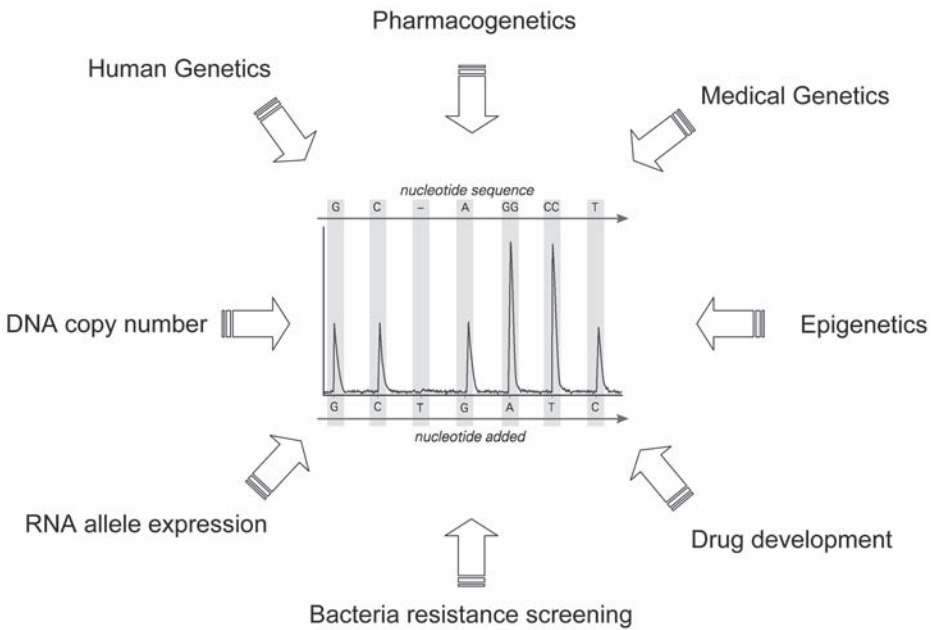 Pharmacogenetics
Human Genetics
Medical Genetics
nucleotide sequence
G C – A GG CC T
DNA copy number
Epigenetics
G C T G A T C
nucleotide added
RNA allele expression
Drug development
Bacteria resistance screening